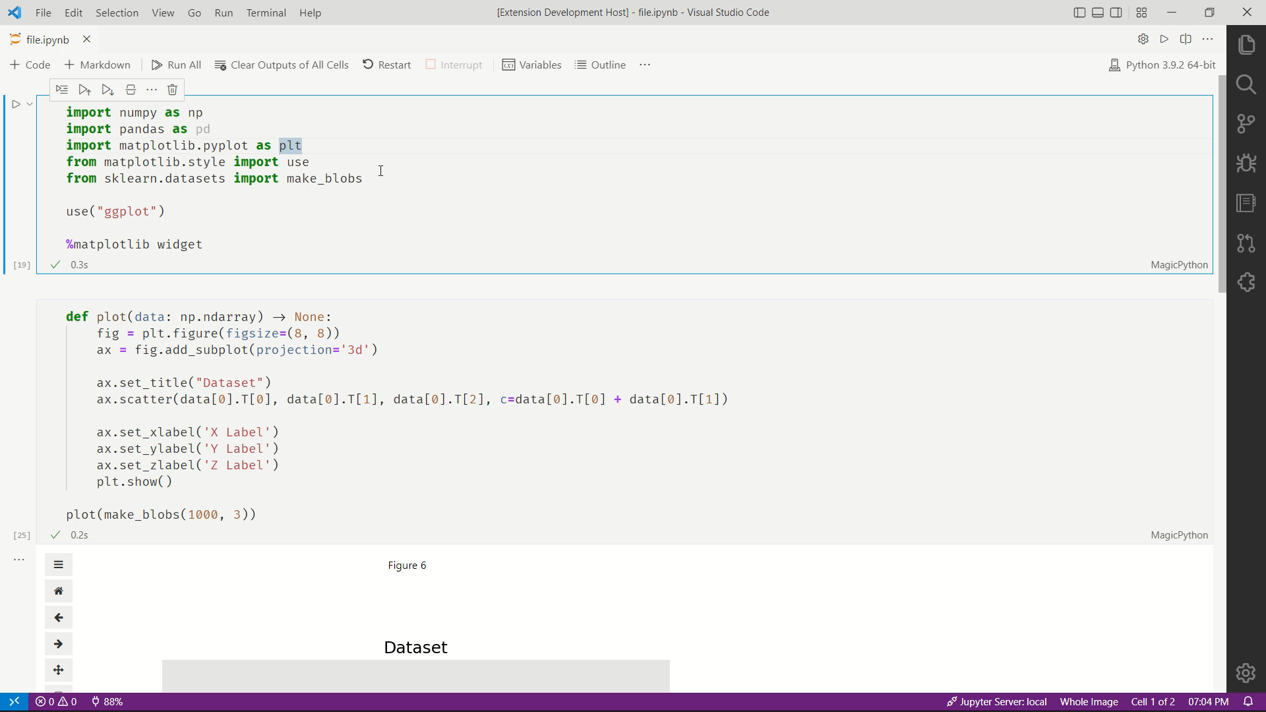 File Edit Selection View Go Run Terminal Help [Extension Development Host] - file.ipynb - Visual Studio Code
file.ipynb
Code Markdown Run All Clear Outputs of All Cells Restart Interrupt Variables Outline Python 3.9.2 64-bit
import numpy as np
import pandas as pd
import matplotlib.pyplot as plt
from matplotlib.style import use
from sklearn.datasets import make_blobs
use("ggplot")
%matplotlib widget
[19] 0.3s MagicPython
def plot(data: np.ndarray) → None:
fig = plt.figure(figsize=(8, 8))
ax = fig.add_subplot(projection='3d')
ax.set_title("Dataset")
ax.scatter(data[0].T[0], data[0].T[1], data[0].T[2], c=data[0].T[0] + data[0].T[1])
ax.set_xlabel('X Label')
ax.set_ylabel('Y Label')
ax.set_zlabel('Z Label')
plt.show()
plot(make_blobs(1000, 3))
[25] 0.2s MagicPython
Figure 6
Dataset
0 0 88% Jupyter Server: local Whole Image Cell 1 of 2 07:04 PM